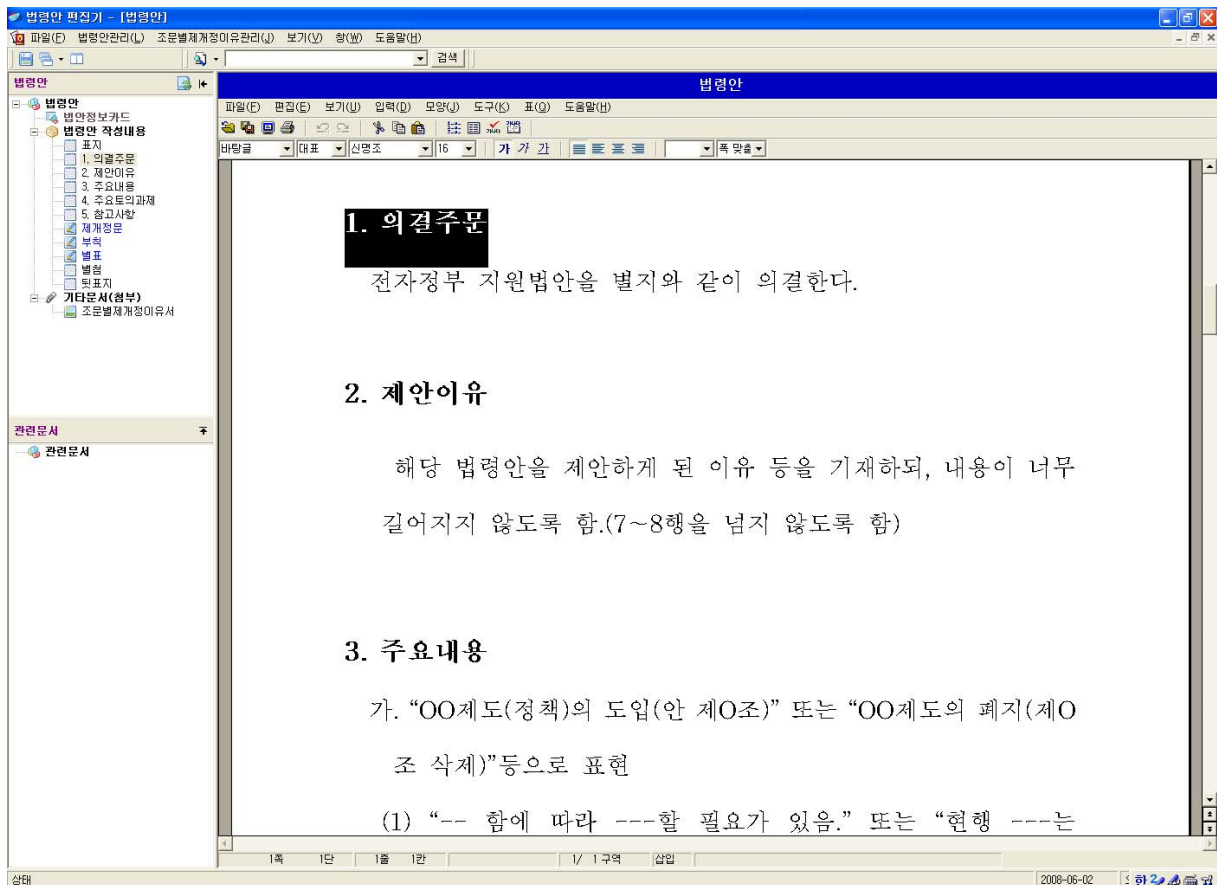 법령안 편집기 - [법령안]
파일(F) 법령안관리(L) 조문별제개정이유관리(J) 보기(V) 창(W) 도움말(H)
검색
법령안
법령안
법안정보카드
법령안 작성내용
표지
1. 의결주문
2. 제안이유
3. 주요내용
4. 주요토의과제
5. 참고사항
제개정문
부칙
별표
별첨
뒷표지
기타문서(첨부)
조문별제개정이유서
관련문서
관련문서
법령안
파일(F) 편집(E) 보기(U) 입력(D) 모양(J) 도구(K) 표(Q) 도움말(H)
바탕글 대표 신명조 16 가 가 가 폭 맞춤
1. 의결주문
전자정부 지원법안을 별지와 같이 의결한다.
2. 제안이유
해당 법령안을 제안하게 된 이유 등을 기재하되, 내용이 너무
길어지지 않도록 함.(7~8행을 넘지 않도록 함)
3. 주요내용
가. “OO제도(정책)의 도입(안 제O조)” 또는 “OO제도의 폐지(제O
조 삭제)”등으로 표현
(1) “-- 함에 따라 ---할 필요가 있음.” 또는 “현행 ---는
1쪽 1단 1줄 1칸 1/ 1구역 삽입
상태 2008-06-02 한